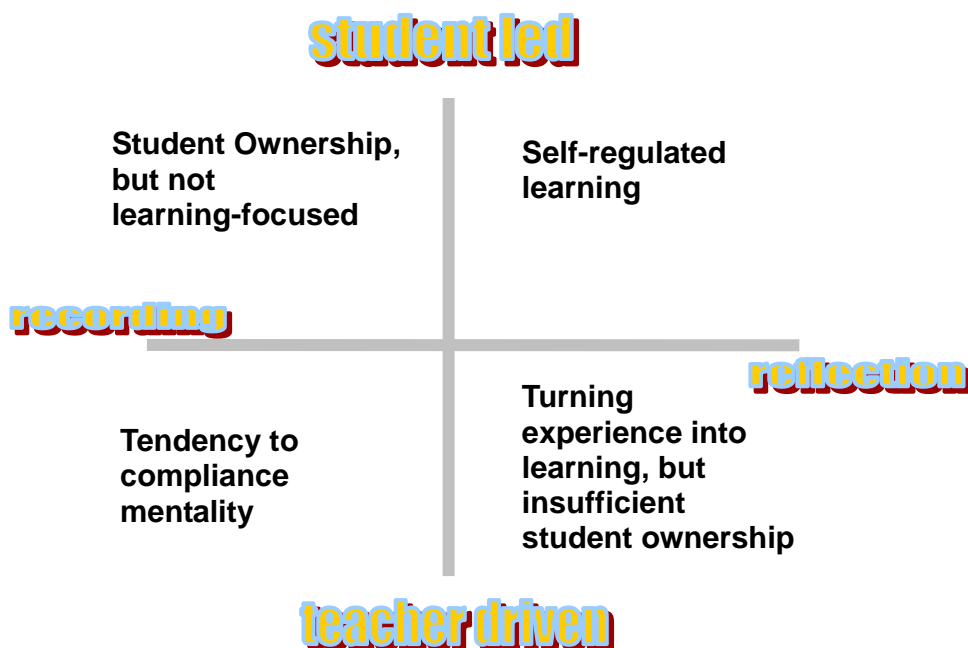 student led
Student Ownership,
but not
learning-focused
Self-regulated
learning
recording
reflection
Tendency to
compliance
mentality
Turning
experience into
learning, but
insufficient
student ownership
teacher driven